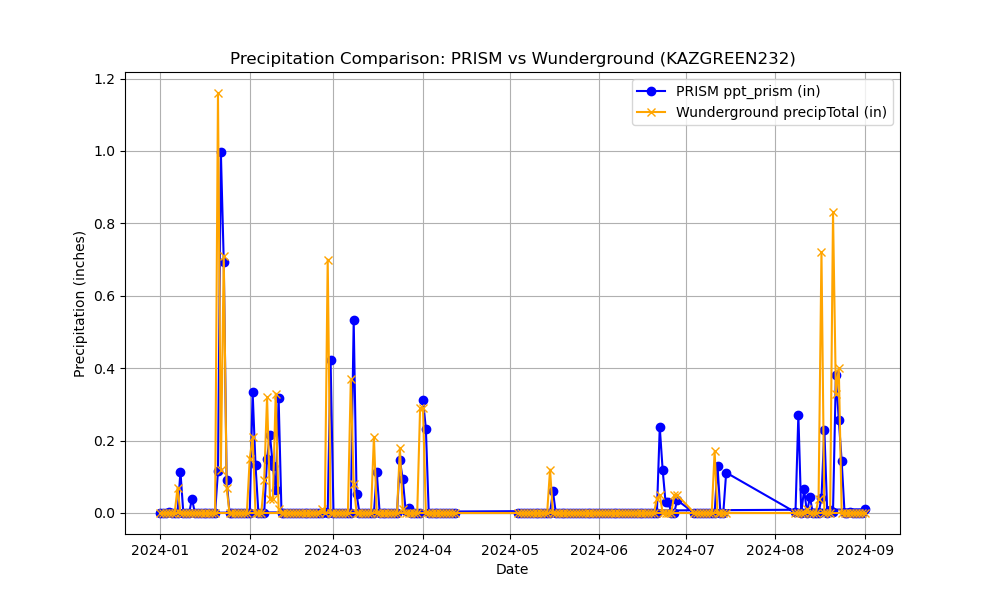 Precipitation Comparison: PRISM vs Wunderground (KAZGREEN232)
PRISM ppt_prism (in)
Wunderground precipTotal (in)
Precipitation (inches)
1.2
1.0
0.8
0.6
0.4
0.2
0.0
2024-01 2024-02 2024-03 2024-04 2024-05 2024-06 2024-07 2024-08 2024-09
Date